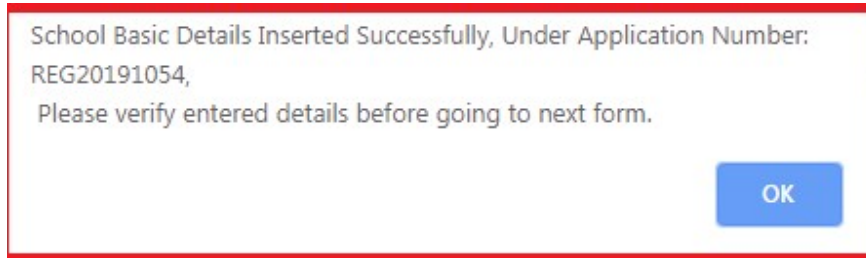 School Basic Details Inserted Successfully, Under Application Number:
REG20191054,
Please verify entered details before going to next form.
OK